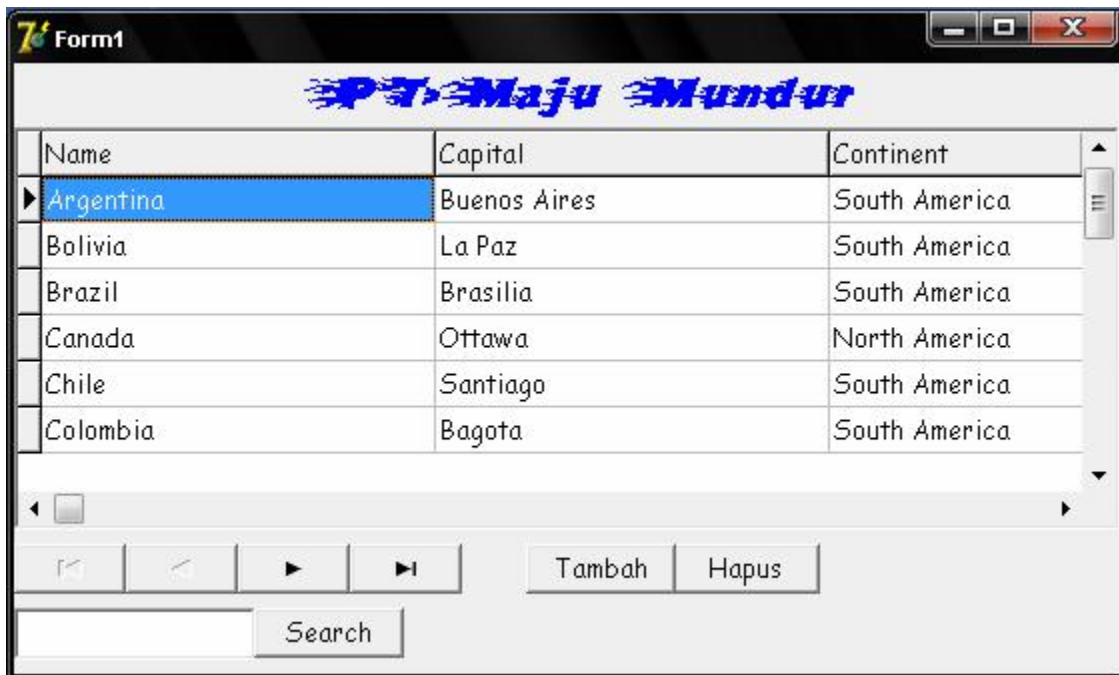 Form1
PT. Maju Mundur
Name Capital Continent
Argentina Buenos Aires South America
Bolivia La Paz South America
Brazil Brasilia South America
Canada Ottawa North America
Chile Santiago South America
Colombia Bagota South America
Tambah Hapus
Search